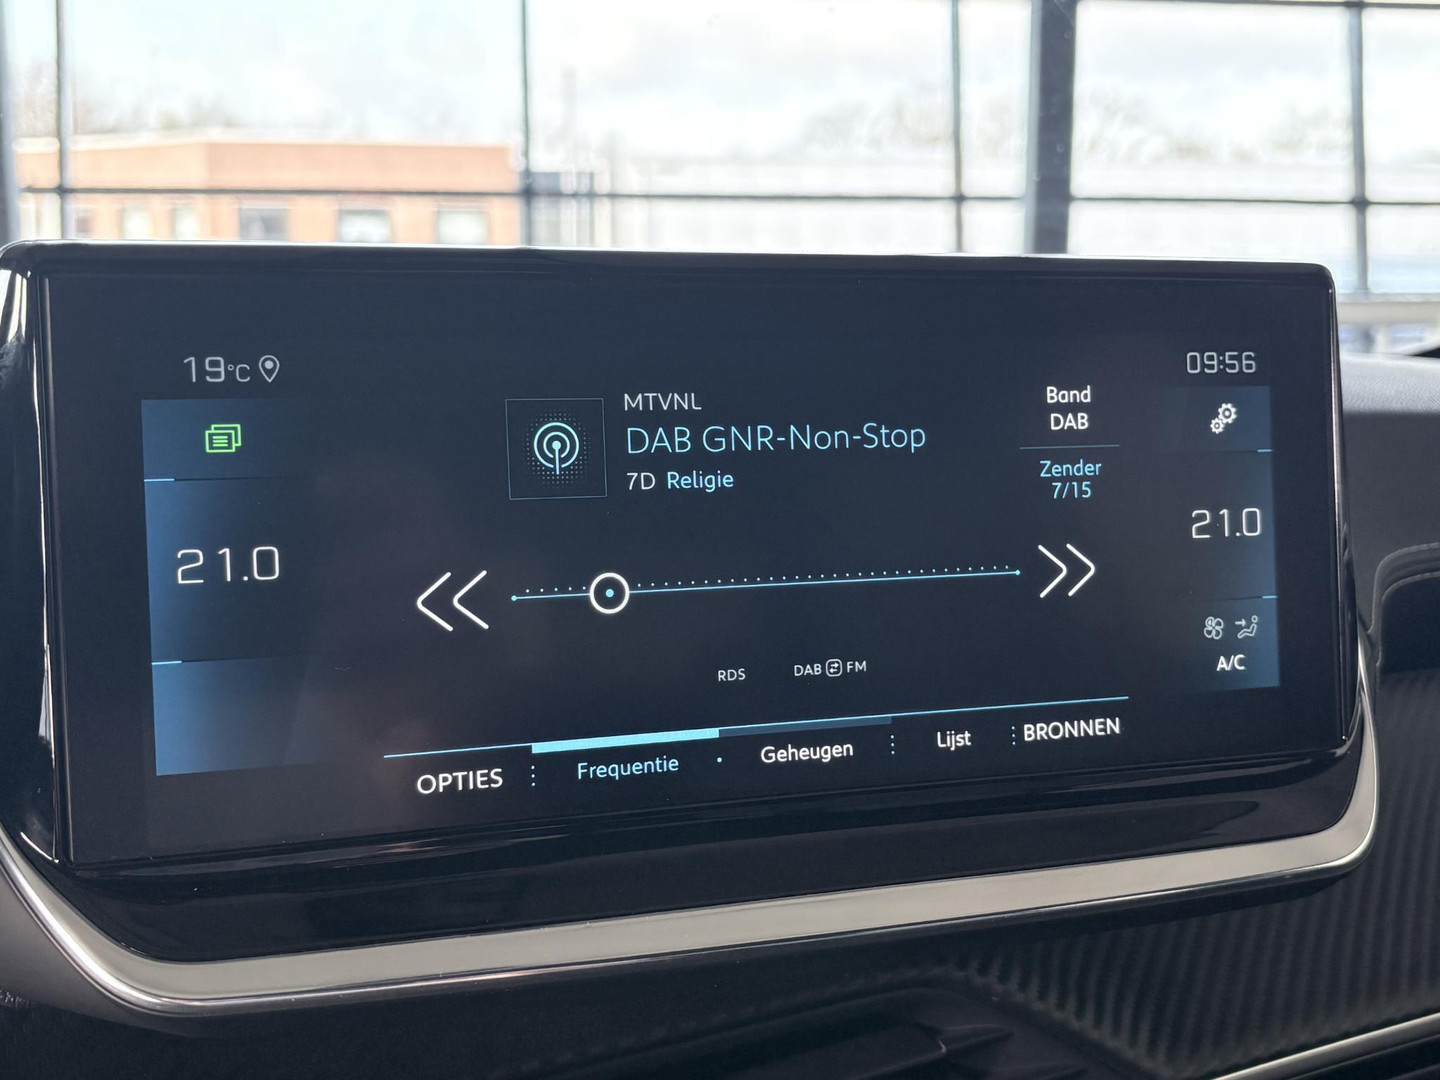 19°C
09:56
MTVNL
DAB GNR-Non-Stop
7D Religie
Band
DAB
Zender
7/15
21.0
21.0
RDS
DAB FM
A/C
OPTIES
Frequentie
Geheugen
Lijst
BRONNEN